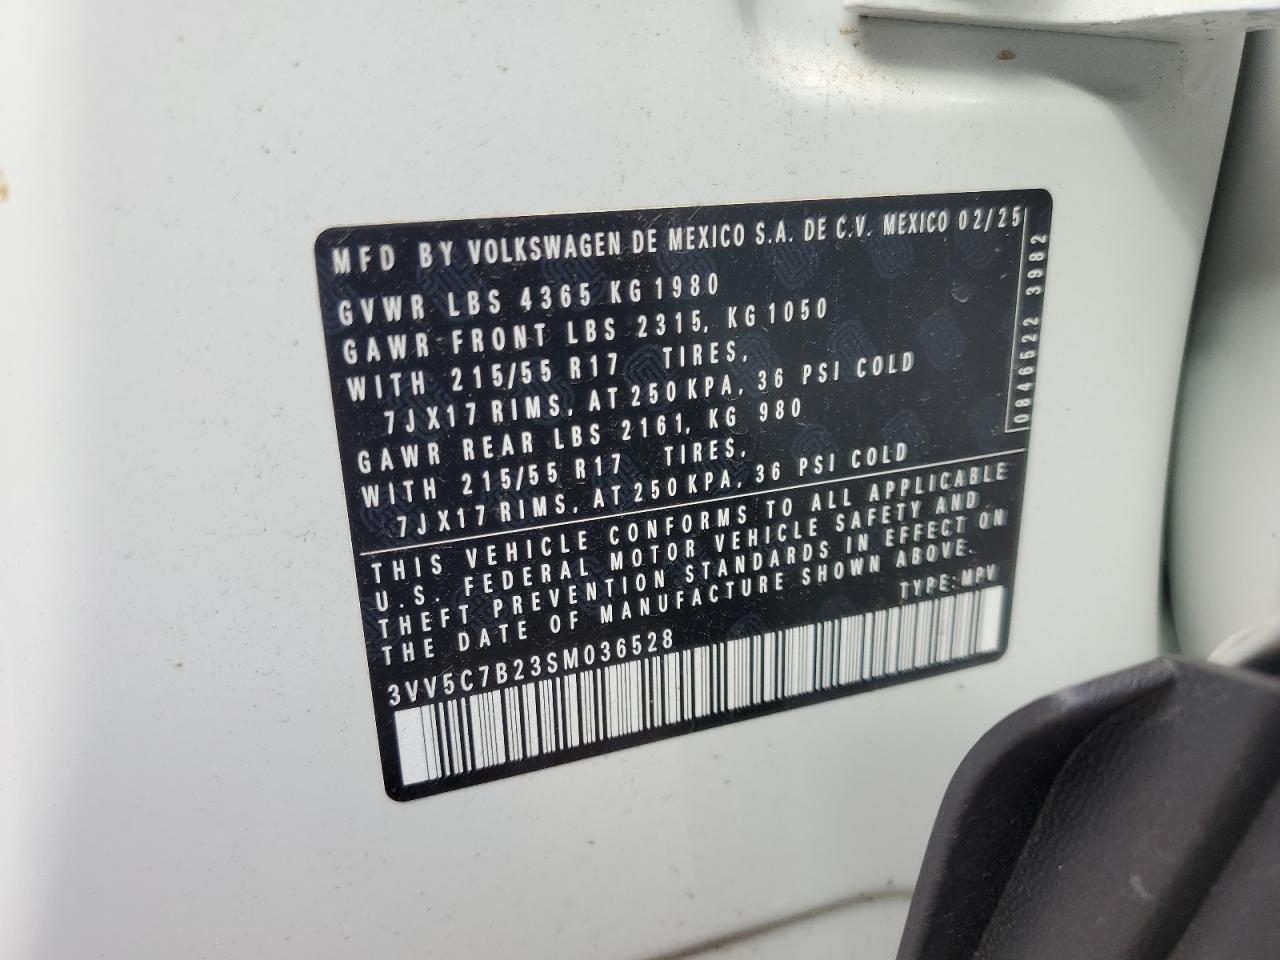 MFD BY VOLKSWAGEN DE MEXICO S.A. DE C.V. MEXICO 02/25
GVWR LBS 4365 KG 1980
GAWR FRONT LBS 2315, KG 1050
WITH 215/55 R17 TIRES,
7JX17 RIMS, AT 250 KPA, 36 PSI COLD
GAWR REAR LBS 2161, KG 980
WITH 215/55 R17 TIRES,
7JX17 RIMS, AT 250 KPA, 36 PSI COLD
0846522 3982
THIS VEHICLE CONFORMS TO ALL APPLICABLE
U.S. FEDERAL MOTOR VEHICLE SAFETY AND
THEFT PREVENTION STANDARDS IN EFFECT ON
THE DATE OF MANUFACTURE SHOWN ABOVE.
TYPE: MPV
3VV5C7B23SM036528